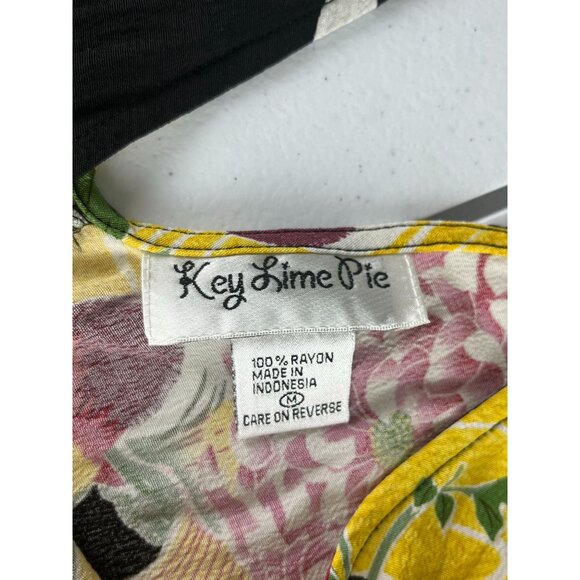 Key Lime Pie
100% RAYON
MADE IN
INDONESIA
M
CARE ON REVERSE